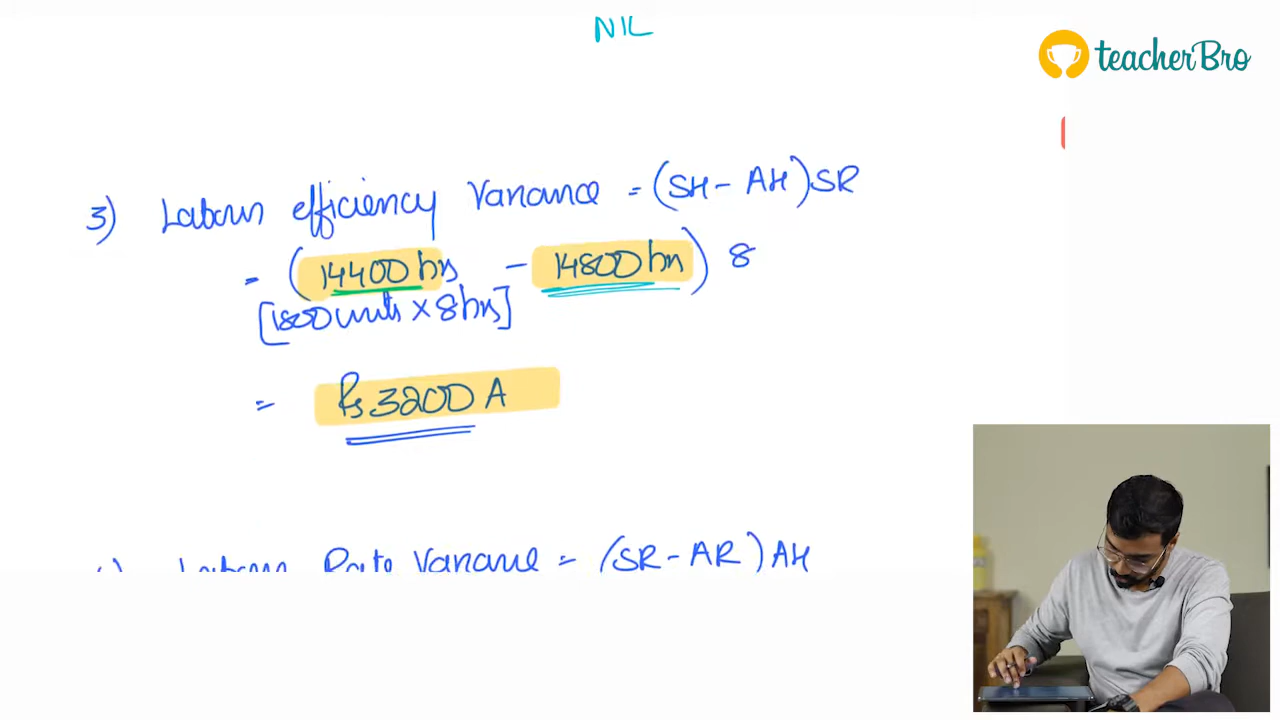 NIL
teacherBro
3) Labour efficiency Variance = (SH - AH) SR
= (14400 hrs - 14800 hrs) 8
[1800 units × 8 hrs]
= Rs 3200 A
Labour Rate Variance = (SR - AR) AH